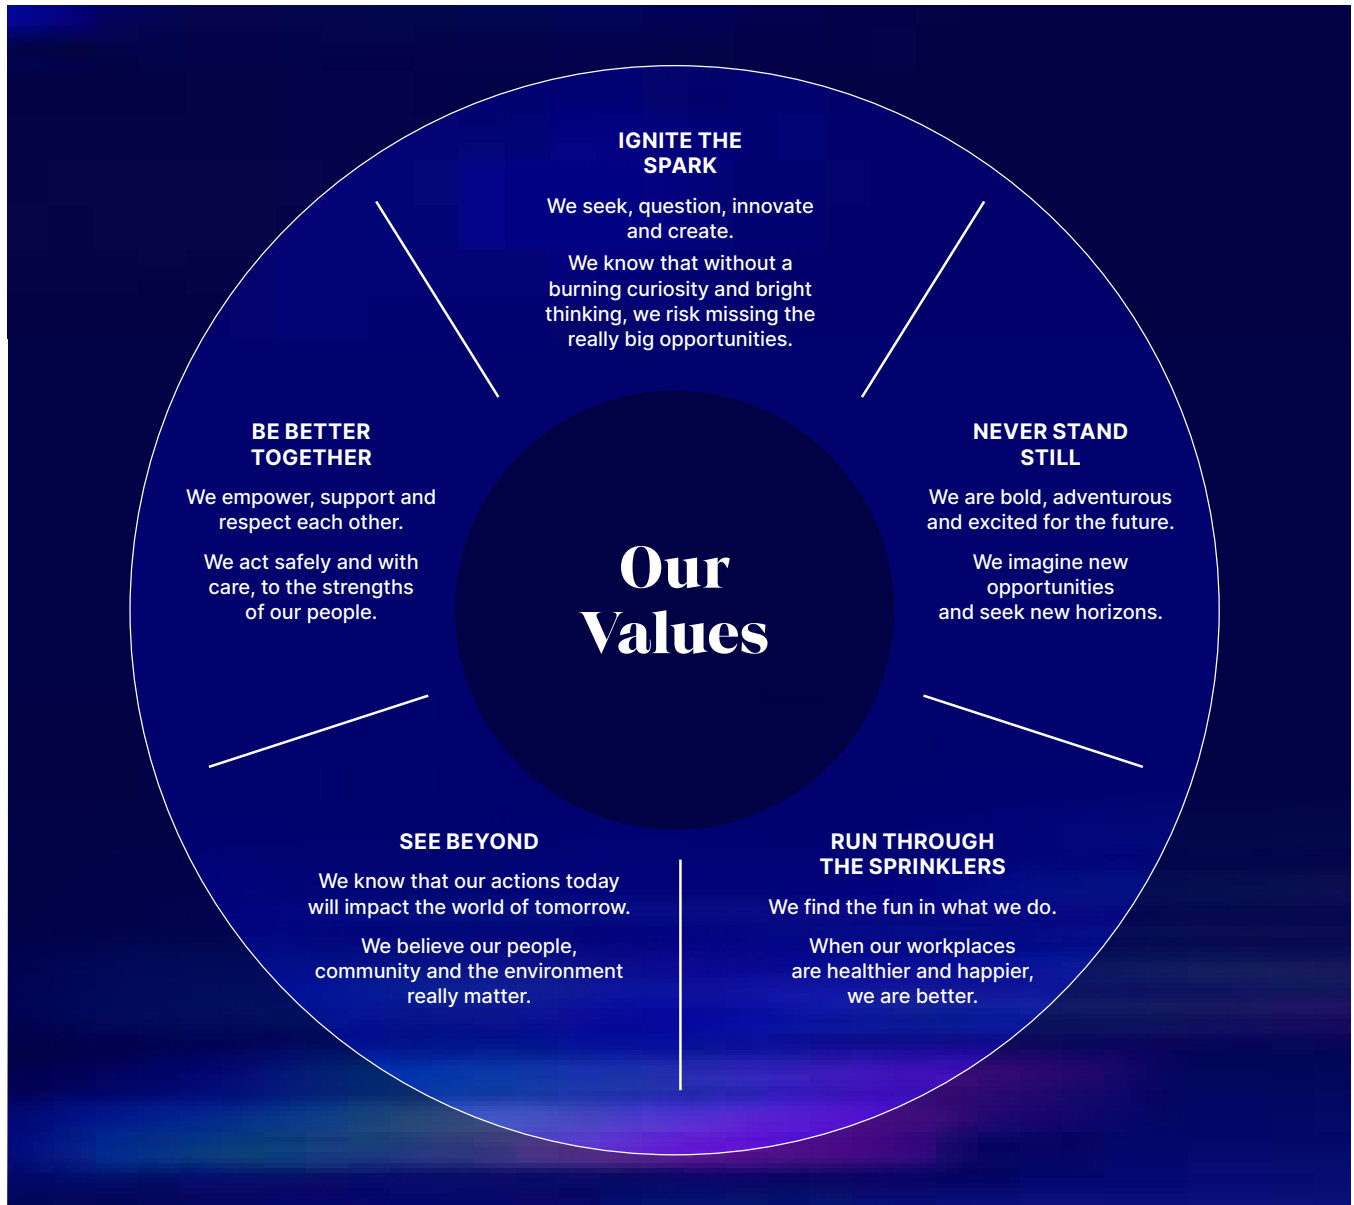 IGNITE THE
SPARK
We seek, question, innovate
and create.
We know that without a
burning curiosity and bright
thinking, we risk missing the
really big opportunities.
NEVER STAND
STILL
We are bold, adventurous
and excited for the future.
We imagine new
opportunities
and seek new horizons.
RUN THROUGH
THE SPRINKLERS
We find the fun in what we do.
When our workplaces
are healthier and happier,
we are better.
SEE BEYOND
We know that our actions today
will impact the world of tomorrow.
We believe our people,
community and the environment
really matter.
BE BETTER
TOGETHER
We empower, support and
respect each other.
We act safely and with
care, to the strengths
of our people.
Our
Values